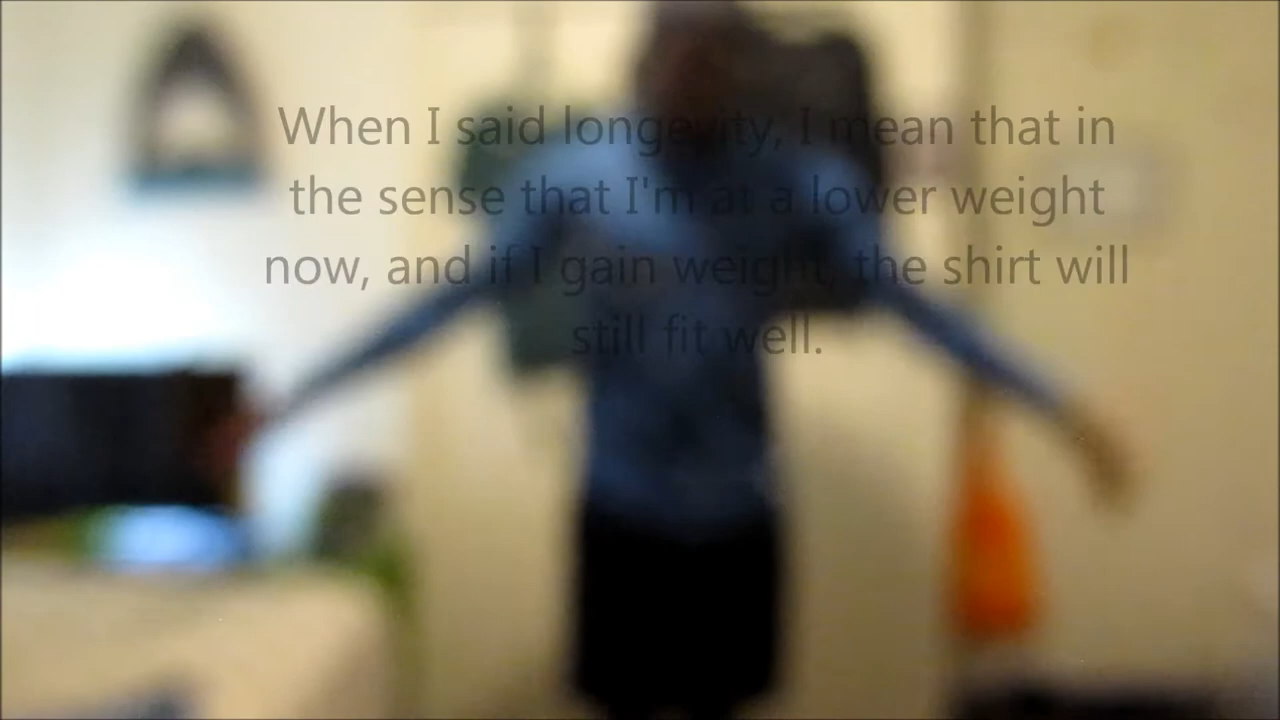 When I said longevity, I mean that in
the sense that I'm at a lower weight
now, and if I gain weight, the shirt will
still fit well.